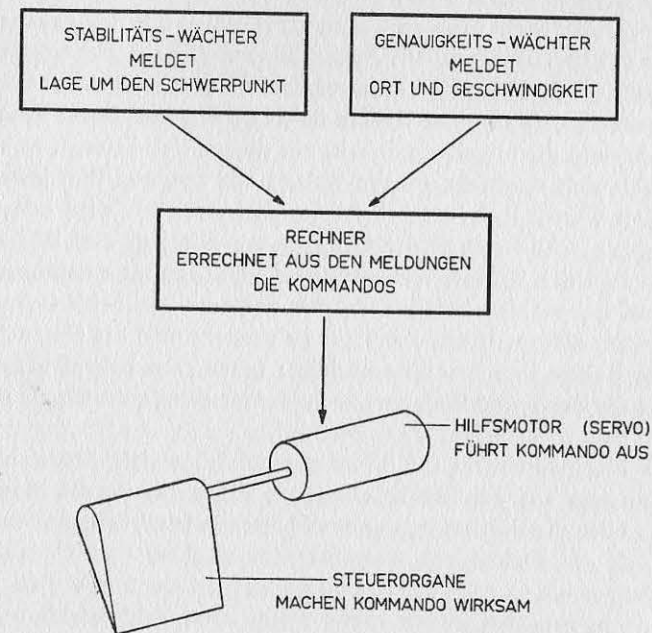 STABILITÄTS-WÄCHTER
MELDET
LAGE UM DEN SCHWERPUNKT
GENAUIGKEITS-WÄCHTER
MELDET
ORT UND GESCHWINDIGKEIT
RECHNER
ERRECHNET AUS DEN MELDUNGEN
DIE KOMMANDOS
HILFSMOTOR (SERVO)
FÜHRT KOMMANDO AUS
STEUERORGANE
MACHEN KOMMANDO WIRKSAM